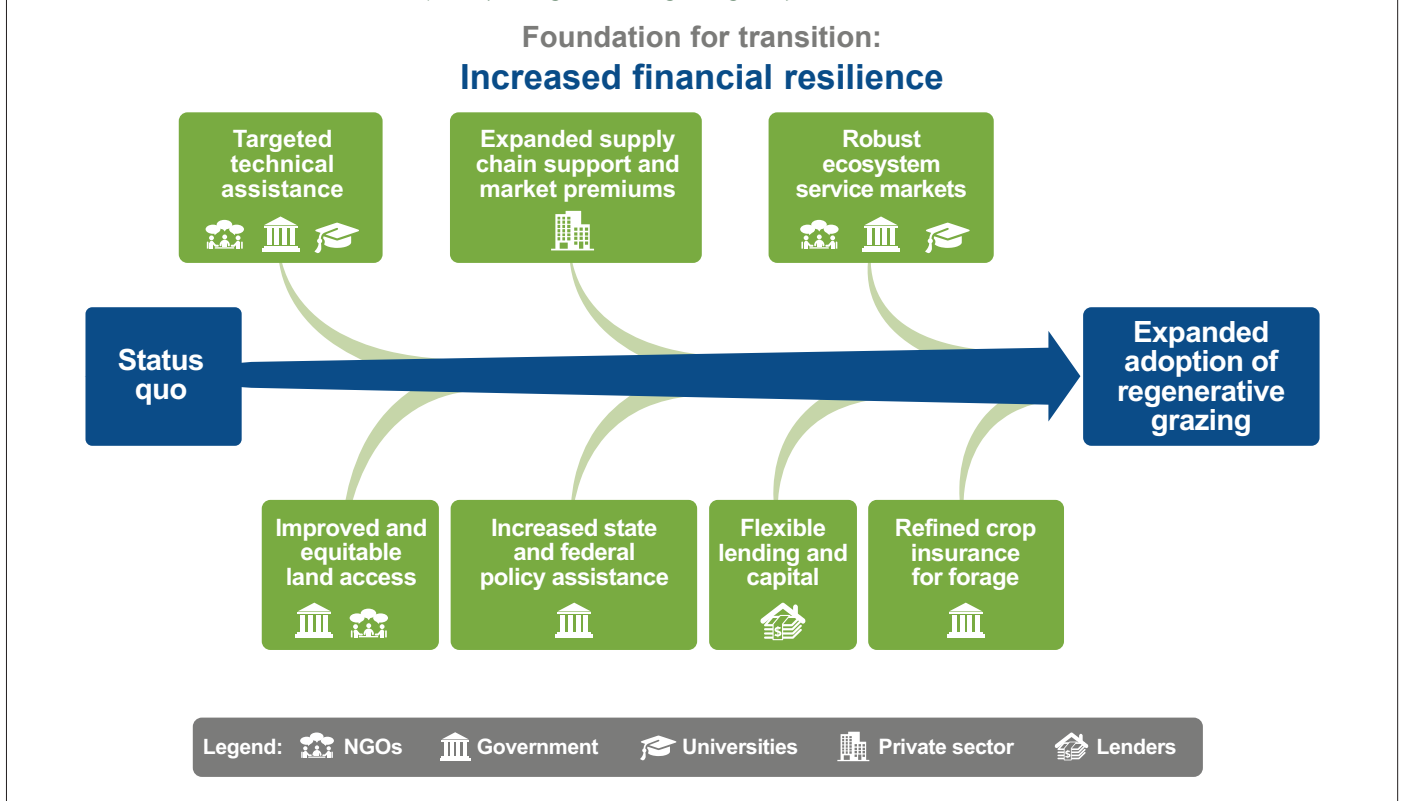 Foundation for transition:
Increased financial resilience
Targeted
technical
assistance
Expanded supply
chain support and
market premiums
Robust
ecosystem
service markets
Status
quo
Expanded
adoption of
regenerative
grazing
Improved and
equitable
land access
Increased state
and federal
policy assistance
Flexible
lending and
capital
Refined crop
insurance
for forage
Legend: NGOs Government Universities Private sector Lenders